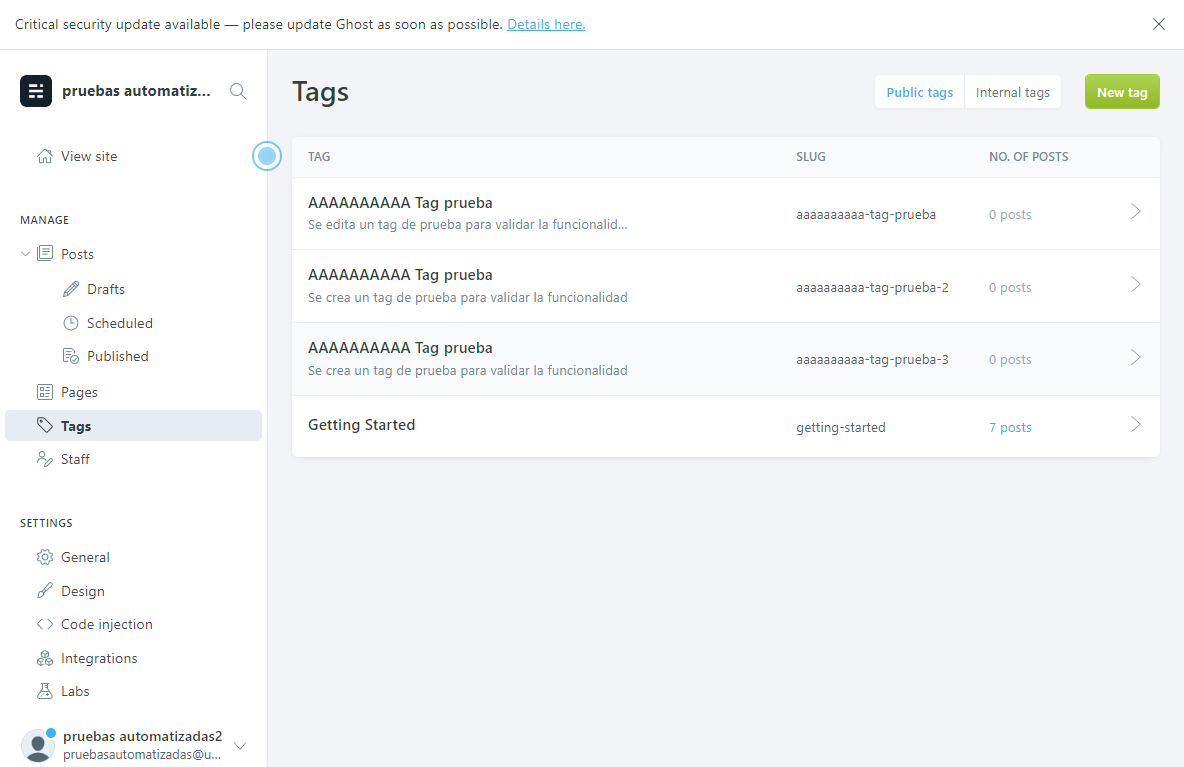 Critical security update available — please update Ghost as soon as possible. Details here.
pruebas automatiz...
View site
MANAGE
Posts
Drafts
Scheduled
Published
Pages
Tags
Staff
SETTINGS
General
Design
Code injection
Integrations
Labs
pruebas automatizadas2
pruebasautomatizadas@u...
Tags
Public tags
Internal tags
New tag
TAG SLUG NO. OF POSTS
AAAAAAAAAA Tag prueba
Se edita un tag de prueba para validar la funcionalid...
aaaaaaaaaa-tag-prueba
0 posts
AAAAAAAAAA Tag prueba
Se crea un tag de prueba para validar la funcionalidad
aaaaaaaaaa-tag-prueba-2
0 posts
AAAAAAAAAA Tag prueba
Se crea un tag de prueba para validar la funcionalidad
aaaaaaaaaa-tag-prueba-3
0 posts
Getting Started
getting-started
7 posts